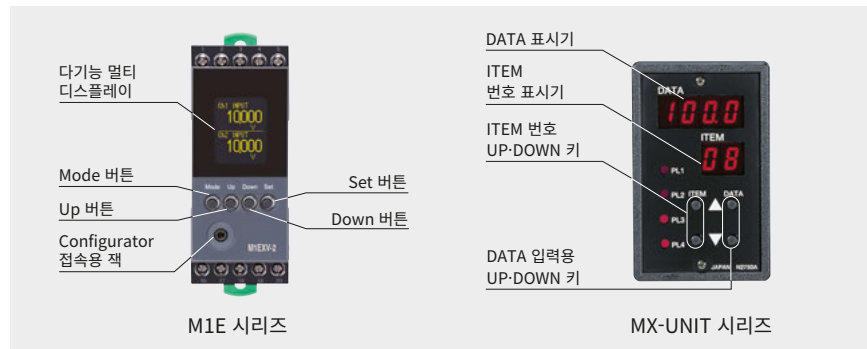 다기능 멀티
디스플레이
Ch1 INPUT
10.000
V
Ch2 INPUT
10.000
V
Mode 버튼
Up 버튼
Configurator
접속용 잭
Mode Up Down Set
Set 버튼
Down 버튼
M1EXV-2
M1E 시리즈
DATA 표시기
ITEM
번호 표시기
ITEM 번호
UP·DOWN 키
DATA 입력용
UP·DOWN 키
DATA
100.0
ITEM
08
PL1
PL2 ITEM DATA
PL3
PL4
JAPAN
MX-UNIT 시리즈